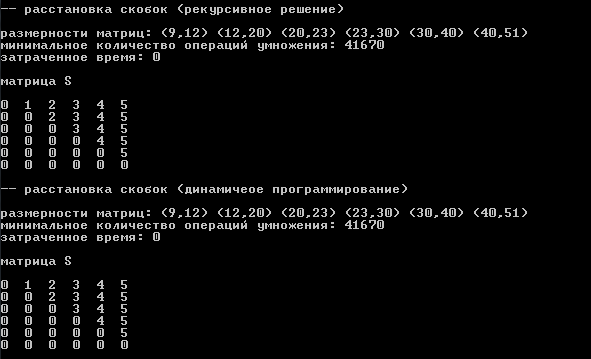 -- расстановка скобок (рекурсивное решение)
размерности матриц: (9,12) (12,20) (20,23) (23,30) (30,40) (40,51)
минимальное количество операций умножения: 41670
затраченное время: 0
матрица S
0 1 2 3 4 5
0 0 2 3 4 5
0 0 0 3 4 5
0 0 0 0 4 5
0 0 0 0 0 5
0 0 0 0 0 0
-- расстановка скобок (динамичеое программирование)
размерности матриц: (9,12) (12,20) (20,23) (23,30) (30,40) (40,51)
минимальное количество операций умножения: 41670
затраченное время: 0
матрица S
0 1 2 3 4 5
0 0 2 3 4 5
0 0 0 3 4 5
0 0 0 0 4 5
0 0 0 0 0 5
0 0 0 0 0 0